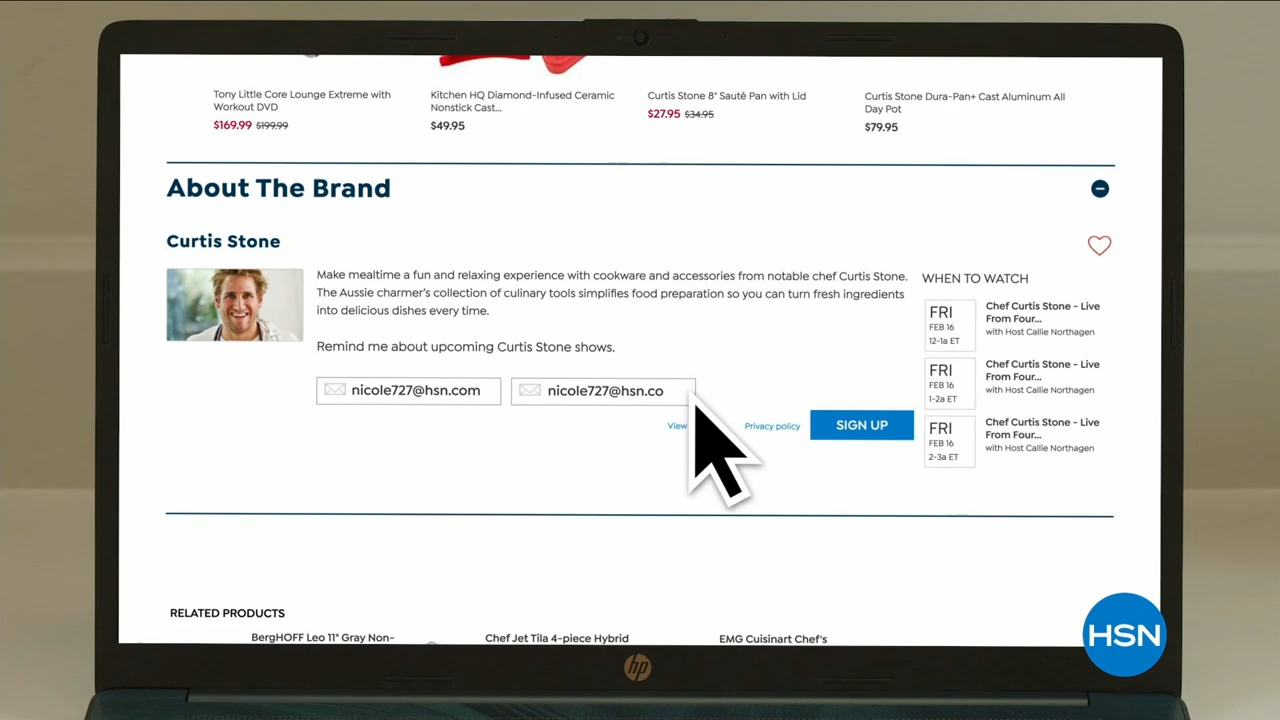 Tony Little Core Lounge Extreme with
Workout DVD
$169.99 $199.99
Kitchen HQ Diamond-Infused Ceramic
Nonstick Cast...
$49.95
Curtis Stone 8" Sauté Pan with Lid
$27.95 $34.95
Curtis Stone Dura-Pan+ Cast Aluminum All
Day Pot
$79.95
About The Brand
Curtis Stone
Make mealtime a fun and relaxing experience with cookware and accessories from notable chef Curtis Stone.
The Aussie charmer's collection of culinary tools simplifies food preparation so you can turn fresh ingredients
into delicious dishes every time.
Remind me about upcoming Curtis Stone shows.
nicole727@hsn.com
nicole727@hsn.co
View
Privacy policy
SIGN UP
WHEN TO WATCH
FRI
FEB 16
12-1a ET
Chef Curtis Stone - Live
From Four...
with Host Callie Northagen
FRI
FEB 16
1-2a ET
Chef Curtis Stone - Live
From Four...
with Host Callie Northagen
FRI
FEB 16
2-3a ET
Chef Curtis Stone - Live
From Four...
with Host Callie Northagen
RELATED PRODUCTS
BergHOFF Leo 11" Gray Non-
Chef Jet Tila 4-piece Hybrid
EMG Cuisinart Chef's
HSN
hp